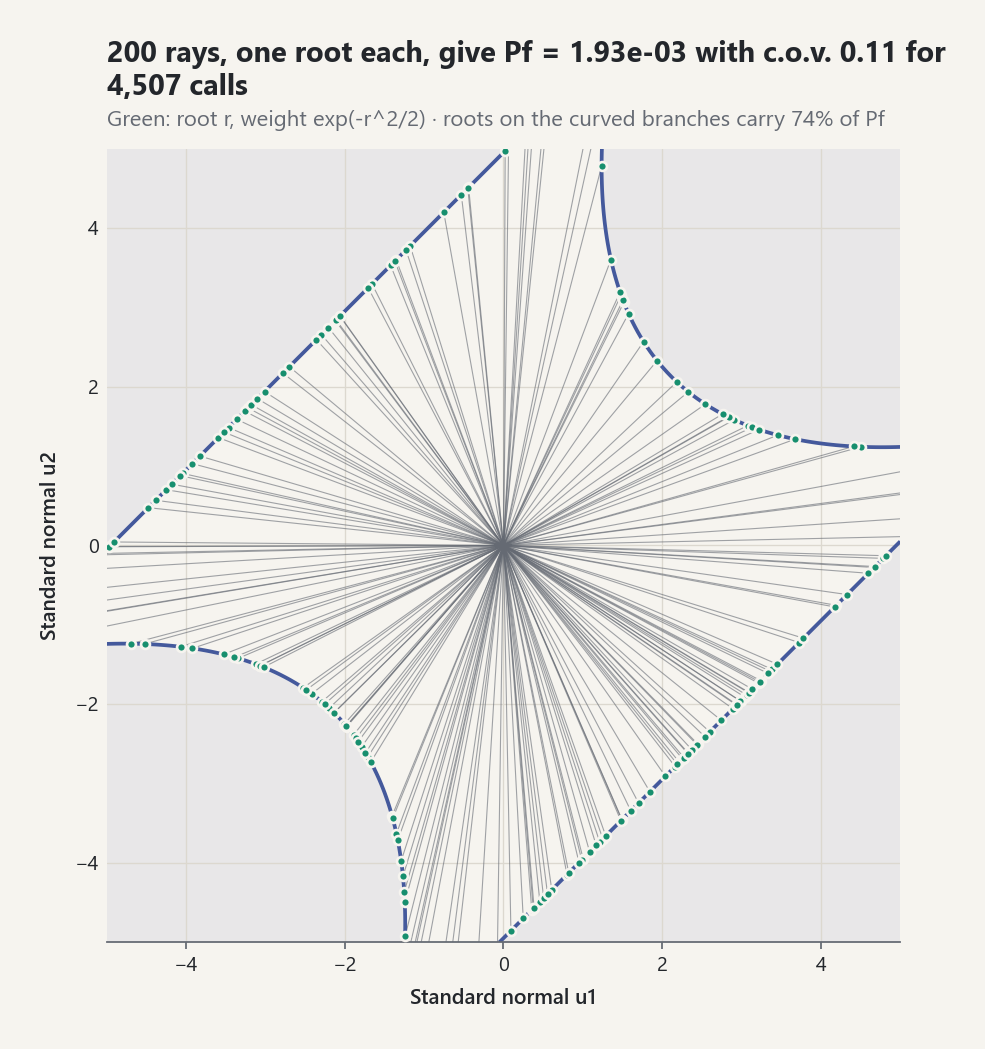 200 rays, one root each, give Pf = 1.93e-03 with c.o.v. 0.11 for
4,507 calls
Green: root r, weight exp(-r^2/2) · roots on the curved branches carry 74% of Pf
4
2
0
−2
−4
Standard normal u2
−4
−2
0
2
4
Standard normal u1